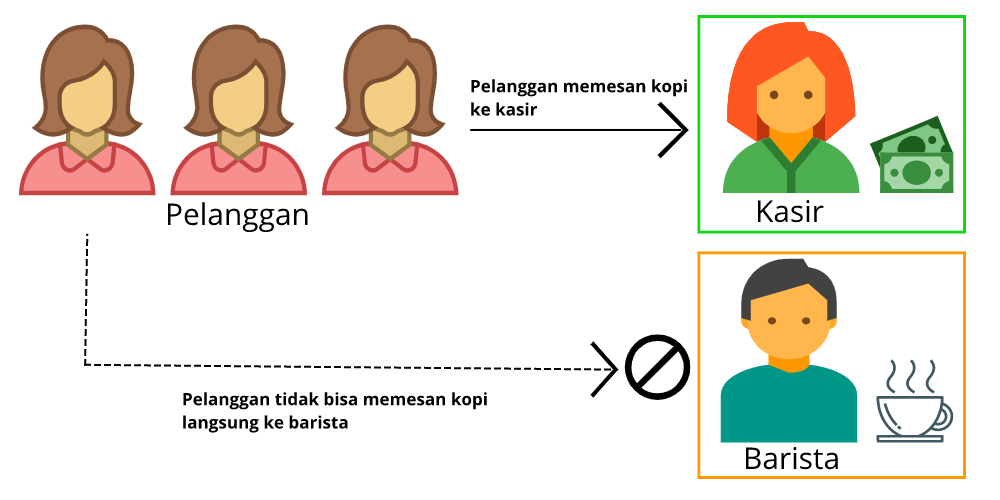 Pelanggan memesan kopi
ke kasir
Pelanggan
Kasir
Pelanggan tidak bisa memesan kopi
langsung ke barista
Barista